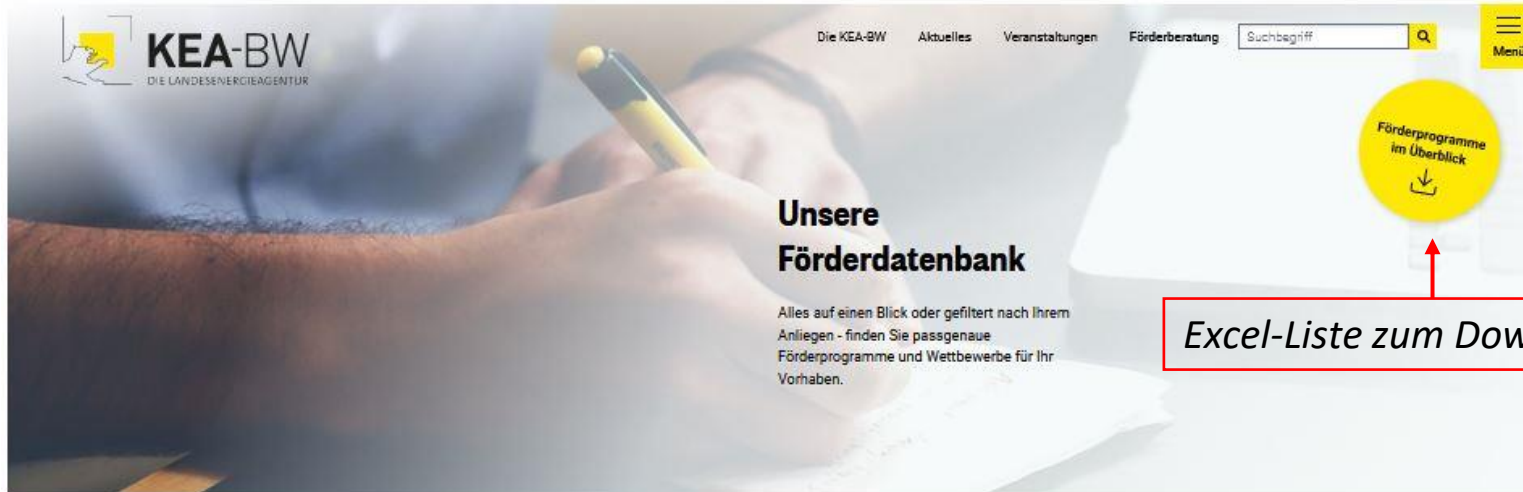 KEA-BW
DIE LANDESENERGIEAGENTUR
Die KEA-BW Aktuelles Veranstaltungen Förderberatung Suchbegriff
Menü
Förderprogramme
im Überblick
Unsere
Förderdatenbank
Alles auf einen Blick oder gefiltert nach Ihrem
Anliegen - finden Sie passgenaue
Förderprogramme und Wettbewerbe für Ihr
Vorhaben.
Excel-Liste zum Dow